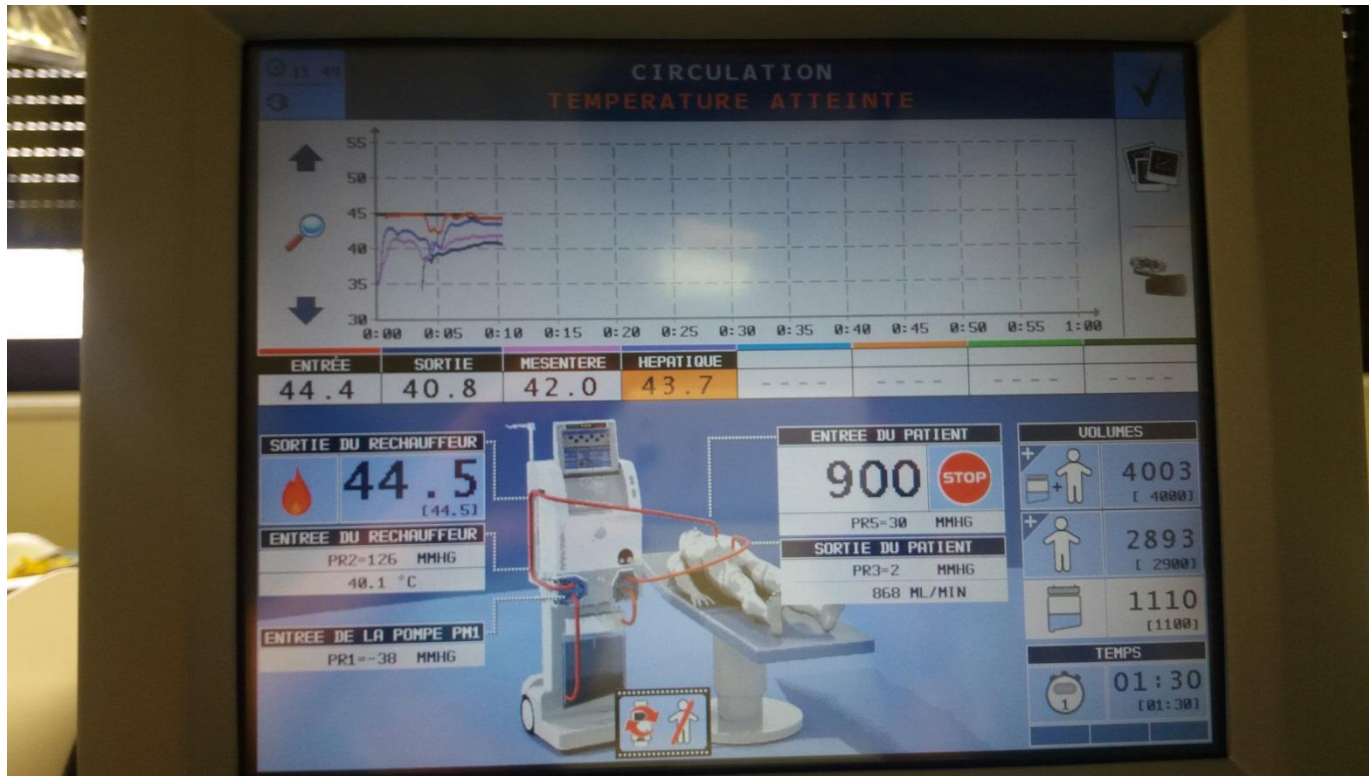 11 49
CIRCULATION
TEMPERATURE ATTEINTE
55
50
45
40
35
30
0:00 0:05 0:10 0:15 0:20 0:25 0:30 0:35 0:40 0:45 0:50 0:55 1:00
ENTRÉE SORTIE MESENTERE HEPATIQUE
44.4 40.8 42.0 43.7 ---- ---- ---- ----
SORTIE DU RECHAUFFEUR
44.5
[44.5]
ENTREE DU RECHAUFFEUR
PR2=126 MMHG
40.1 °C
ENTREE DE LA POMPE PM1
PR1=-38 MMHG
ENTREE DU PATIENT
900 STOP
PR5=30 MMHG
SORTIE DU PATIENT
PR3=2 MMHG
868 ML/MIN
VOLUMES
4003
[ 4000]
2893
[ 2900]
1110
[1100]
TEMPS
1 01:30
[01:30]